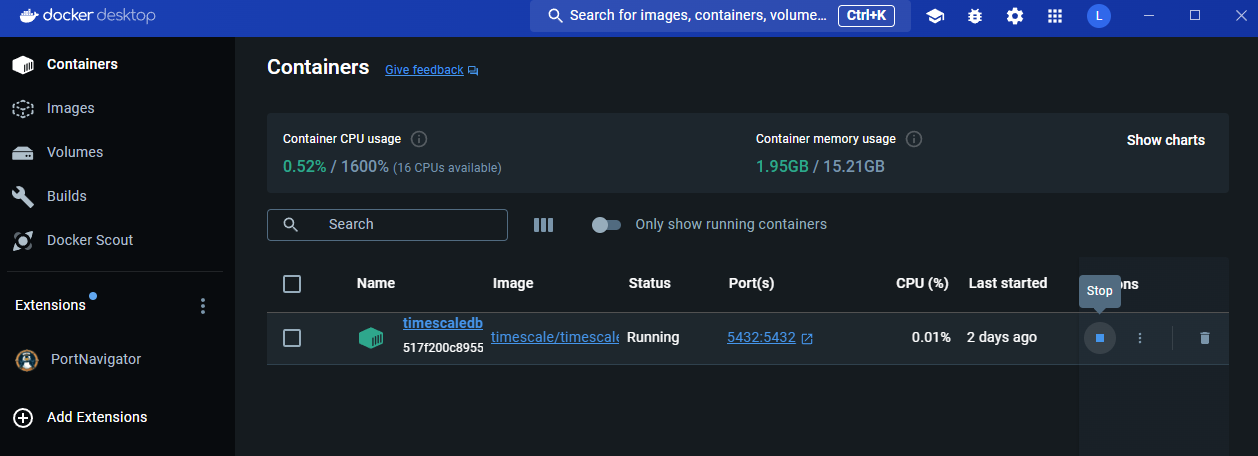 docker desktop
Search for images, containers, volume... Ctrl+K
L
Containers
Images
Volumes
Builds
Docker Scout
Extensions
PortNavigator
Add Extensions
Containers Give feedback
Container CPU usage
0.52% / 1600% (16 CPUs available)
Container memory usage
1.95GB / 15.21GB
Show charts
Search
Only show running containers
Stop
Name Image Status Port(s) CPU (%) Last started ons
timescaledb
517f200c8955
timescale/timescale Running 5432:5432 0.01% 2 days ago